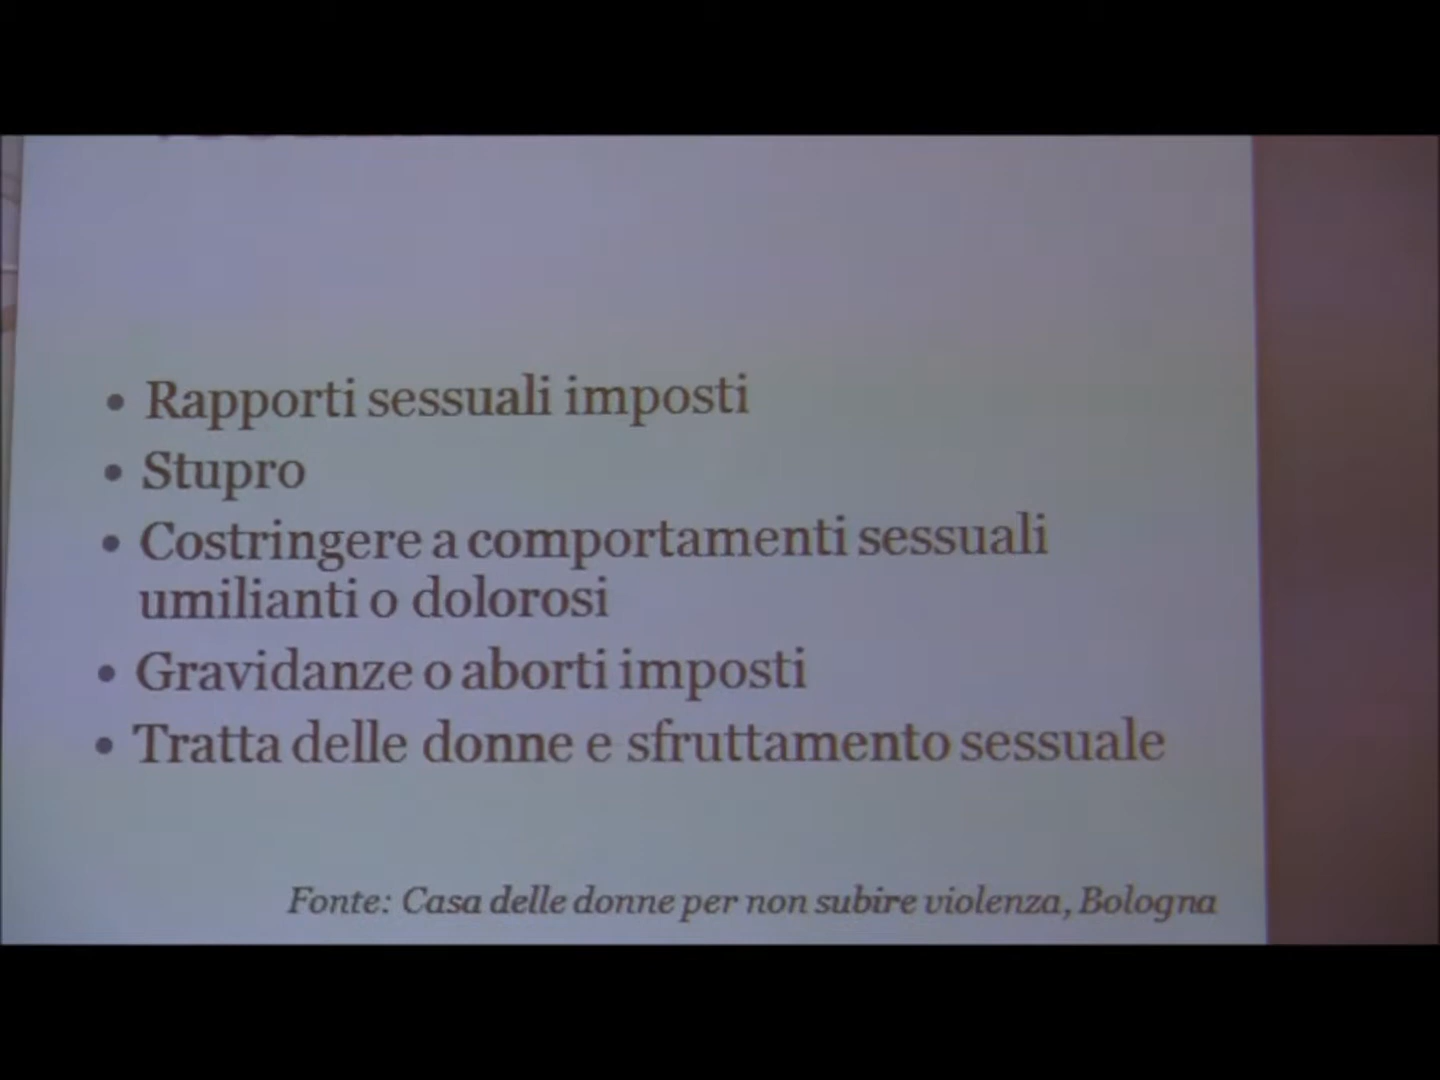 • Rapporti sessuali imposti
• Stupro
• Costringere a comportamenti sessuali
umilianti o dolorosi
• Gravidanze o aborti imposti
• Tratta delle donne e sfruttamento sessuale
Fonte: Casa delle donne per non subire violenza, Bologna